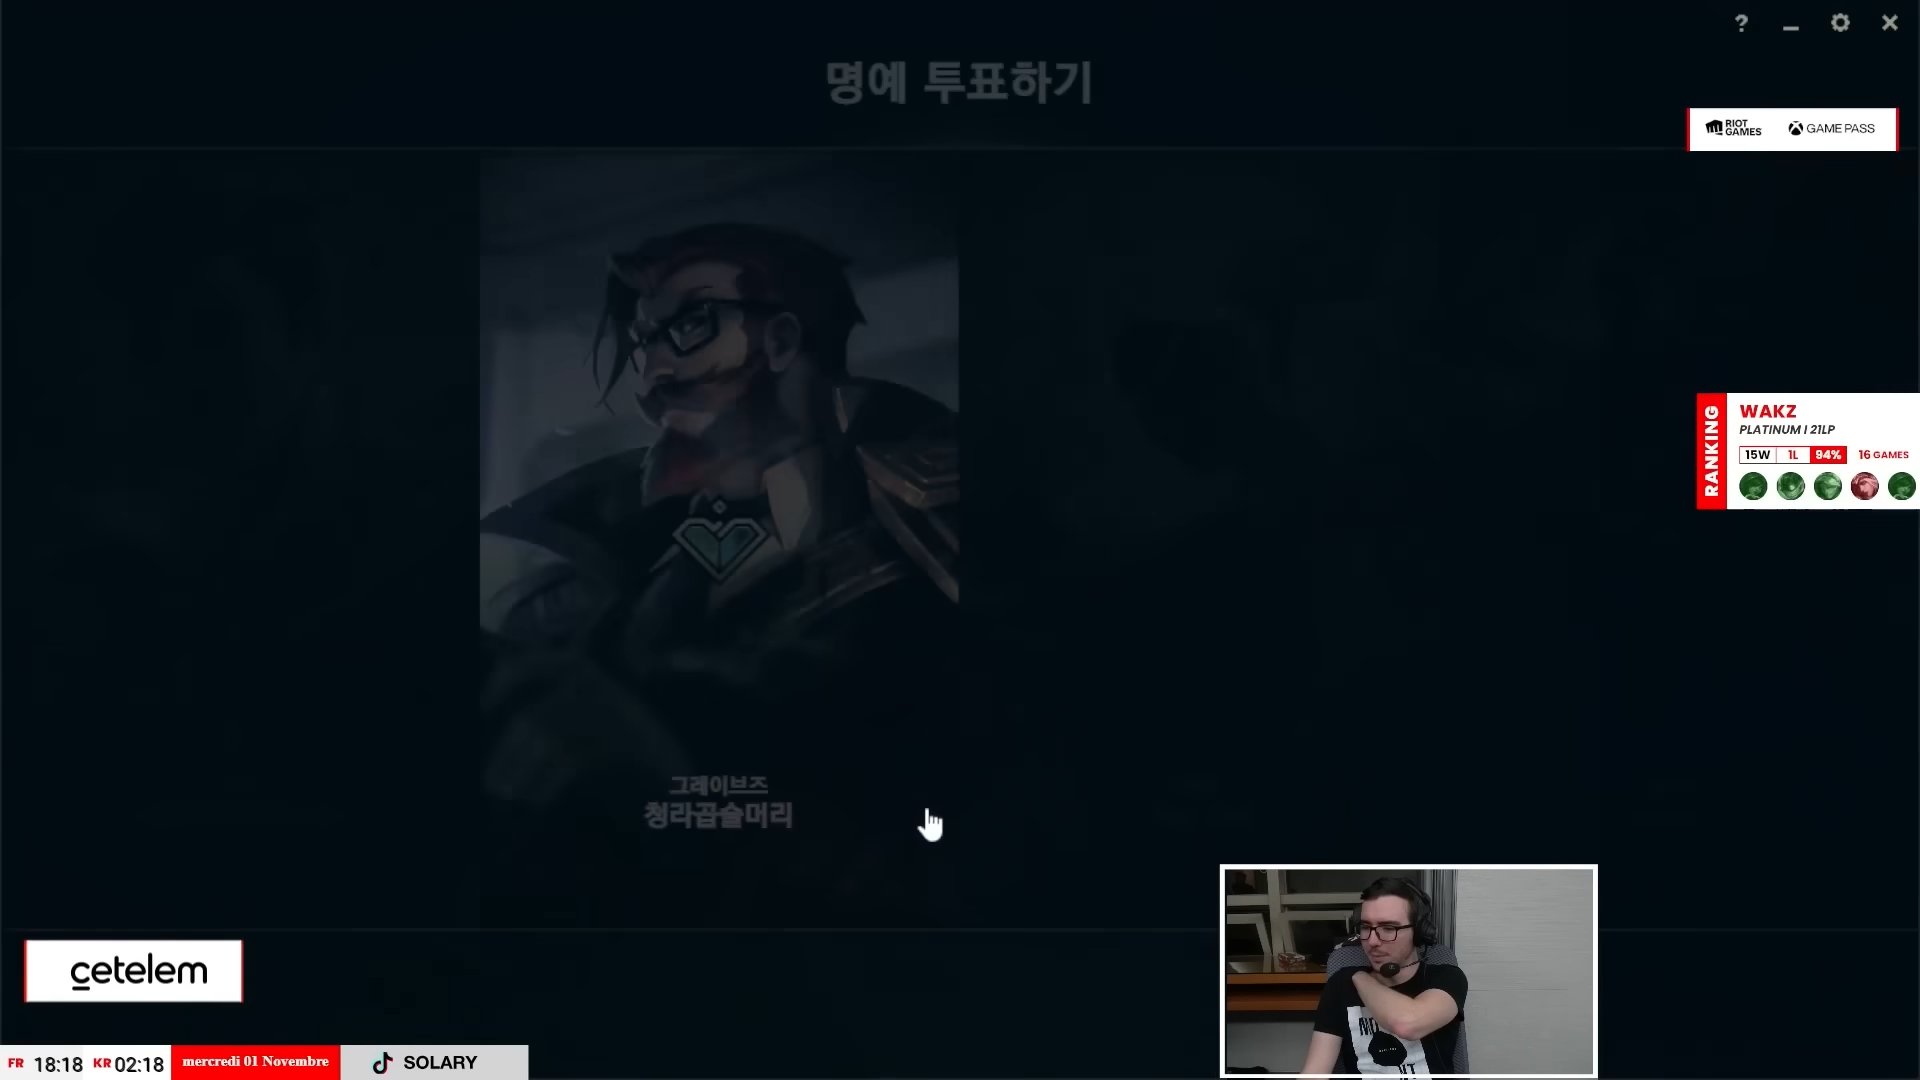 ?
명예 투표하기
RIOT GAMES
GAME PASS
RANKING
WAKZ
PLATINUM I 21LP
15W 1L 94% 16 GAMES
그레이브즈
청라곱슬머리
cetelem
FR 18:18 KR 02:18 mercredi 01 Novembre SOLARY